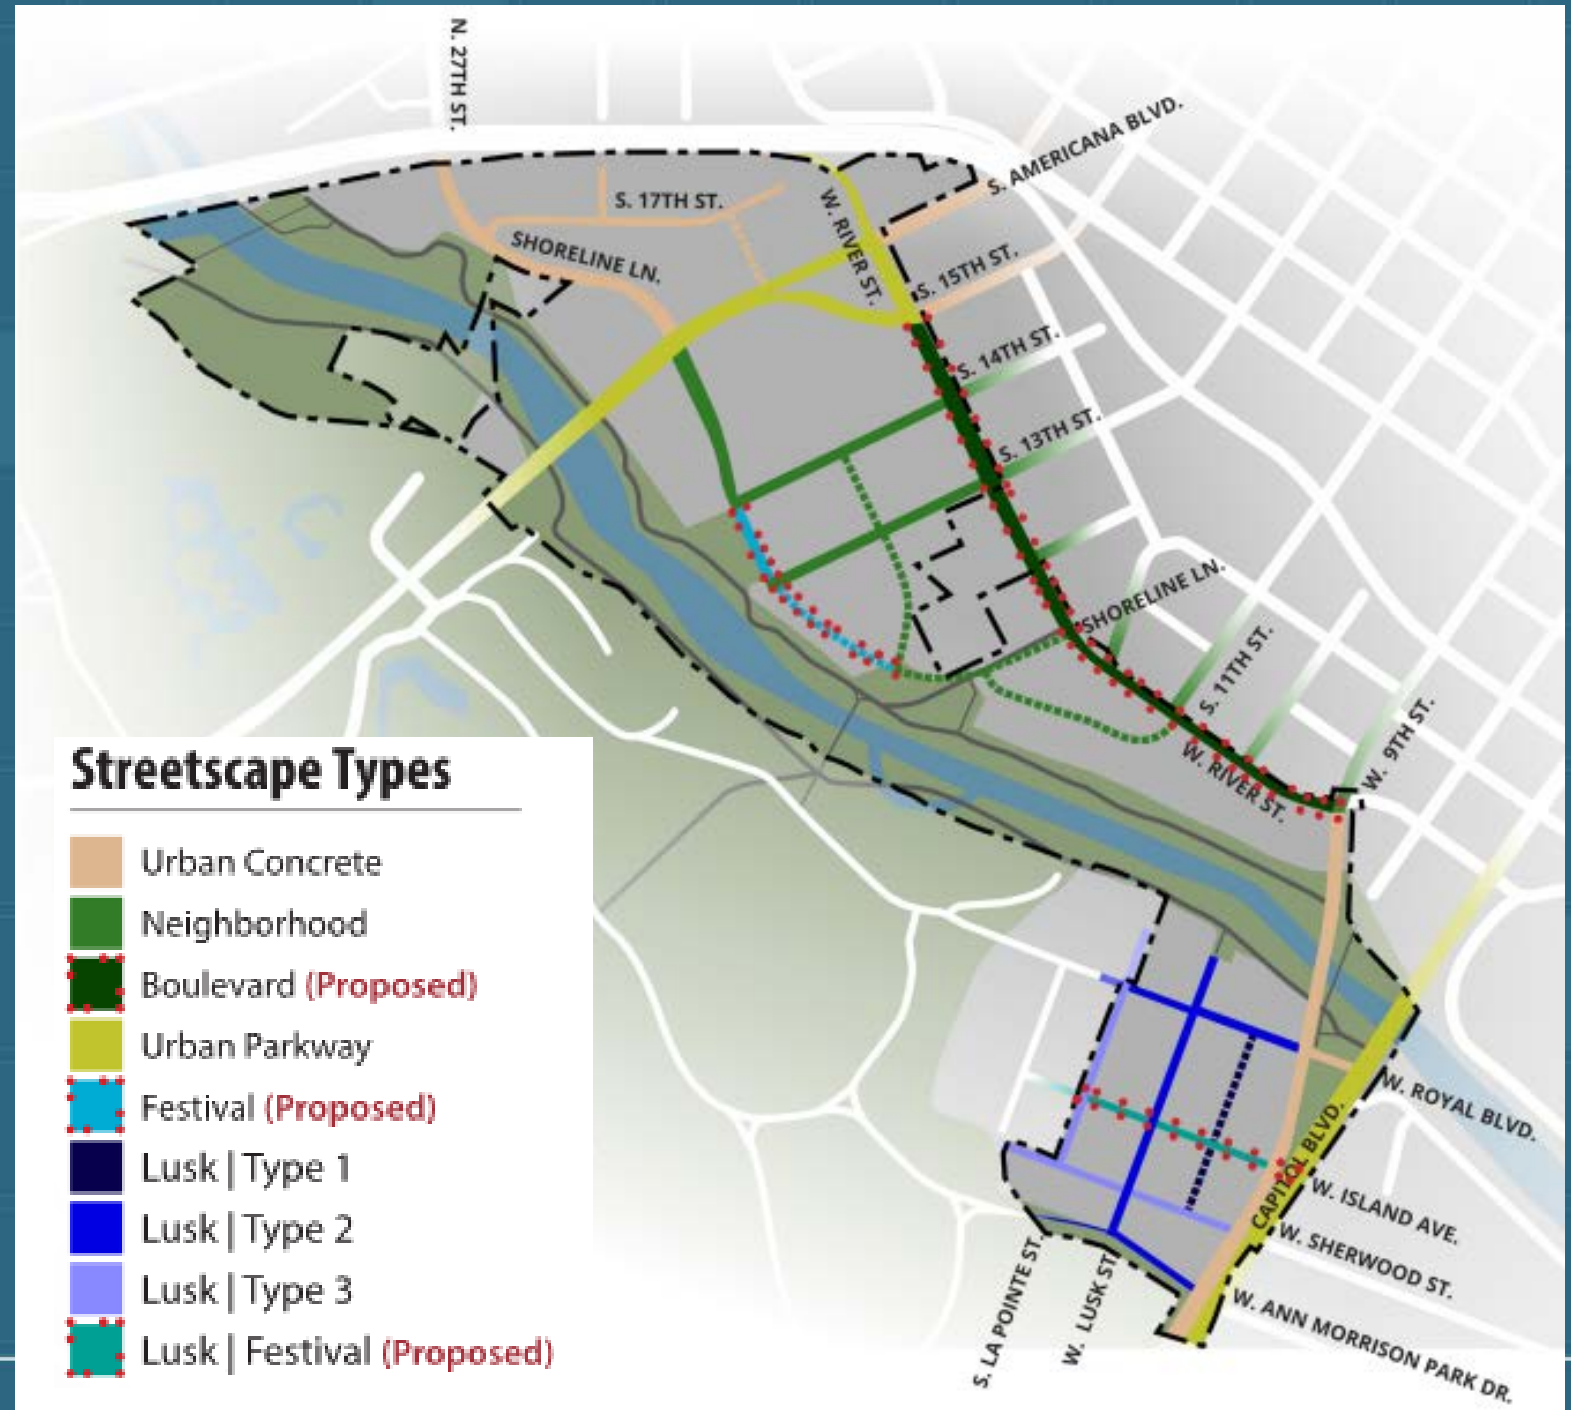 N. 27TH ST.
S. AMERICANA BLVD.
S. 17TH ST.
W. RIVER ST.
SHORELINE LN.
S. 15TH ST.
S. 14TH ST.
S. 13TH ST.
SHORELINE LN.
S. 11TH ST.
W. 9TH ST.
W. RIVER ST.
Streetscape Types
Urban Concrete
Neighborhood
Boulevard (Proposed)
Urban Parkway
Festival (Proposed)
Lusk | Type 1
Lusk | Type 2
Lusk | Type 3
Lusk | Festival (Proposed)
W. ROYAL BLVD.
CAPITOL BLVD.
W. ISLAND AVE.
W. SHERWOOD ST.
W. ANN MORRISON PARK DR.
S. LA POINTE ST.
W. LUSK ST.